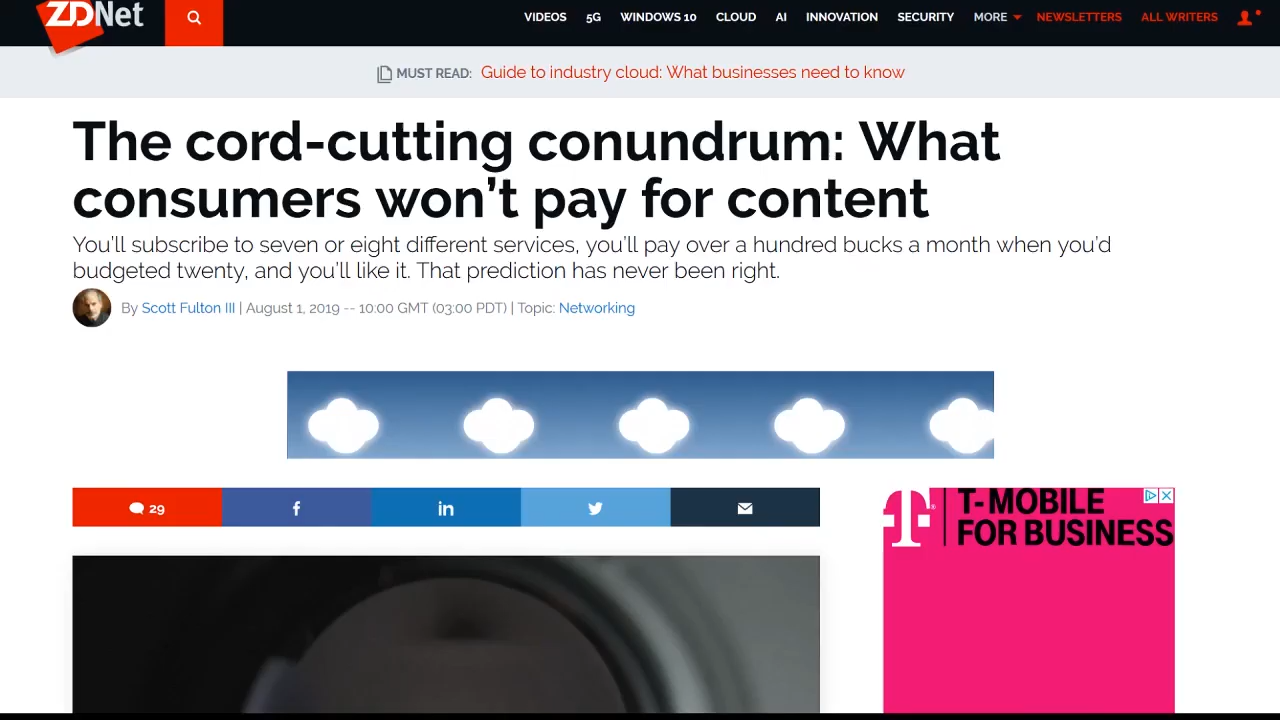 ZDNet
VIDEOS 5G WINDOWS 10 CLOUD AI INNOVATION SECURITY MORE NEWSLETTERS ALL WRITERS
MUST READ: Guide to industry cloud: What businesses need to know
The cord-cutting conundrum: What
consumers won’t pay for content
You’ll subscribe to seven or eight different services, you’ll pay over a hundred bucks a month when you’d
budgeted twenty, and you’ll like it. That prediction has never been right.
By Scott Fulton III | August 1, 2019 -- 10:00 GMT (03:00 PDT) | Topic: Networking
29
T-MOBILE
FOR BUSINESS